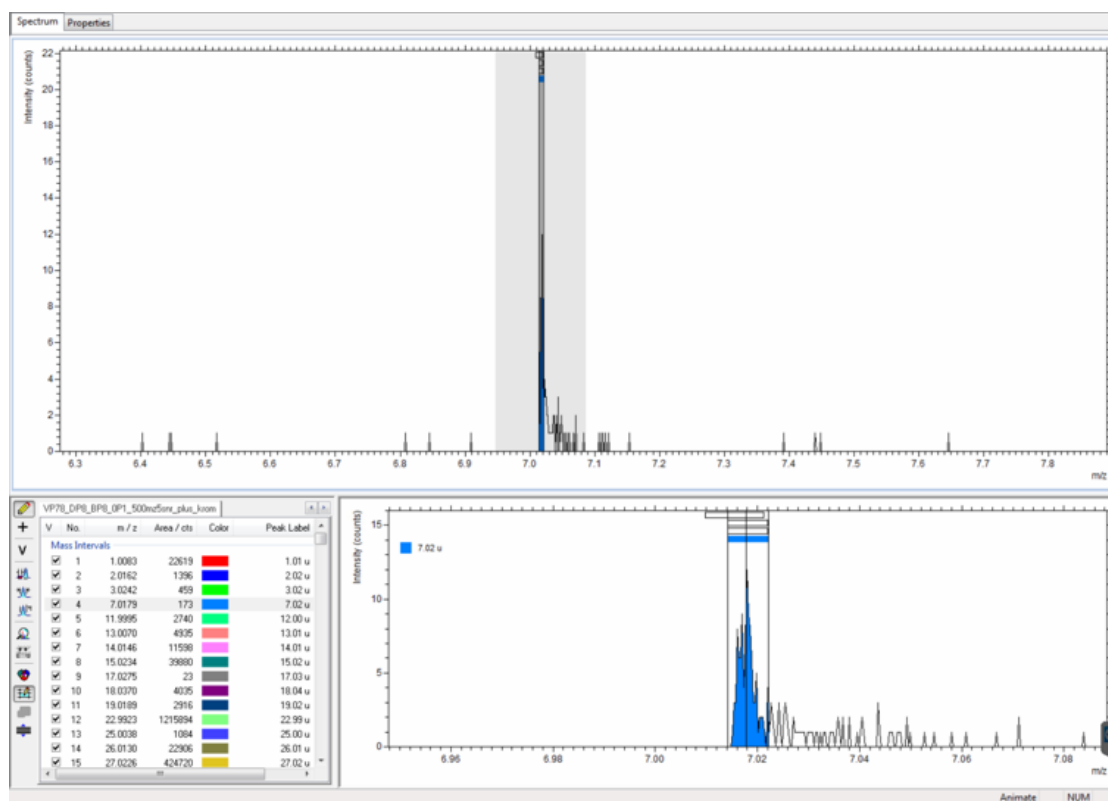 Spectrum Properties
Intensity (counts)
22
20
18
16
14
12
10
8
6
4
2
0
6.3 6.4 6.5 6.6 6.7 6.8 6.9 7.0 7.1 7.2 7.3 7.4 7.5 7.6 7.7 7.8
m/z
VP78_DP8_BP8_0P1_500mz5ionr_plus_krom
V No. m / z Area / cts Color Peak Label
Mass Intervals
1 1.0083 22619 1.01 u
2 2.0162 1396 2.02 u
3 3.0242 459 3.02 u
4 7.0179 173 7.02 u
5 11.9995 2740 12.00 u
6 13.0070 4935 13.01 u
7 14.0146 11598 14.01 u
8 15.0234 39880 15.02 u
9 17.0275 23 17.03 u
10 18.0370 4035 18.04 u
11 19.0189 2916 19.02 u
12 22.9923 1215894 22.99 u
13 25.0038 1084 25.00 u
14 26.0130 22906 26.01 u
15 27.0226 424720 27.02 u
Intensity (counts)
15
10
5
0
7.02 u
6.96 6.98 7.00 7.02 7.04 7.06 7.08
m/z
Animate NUM